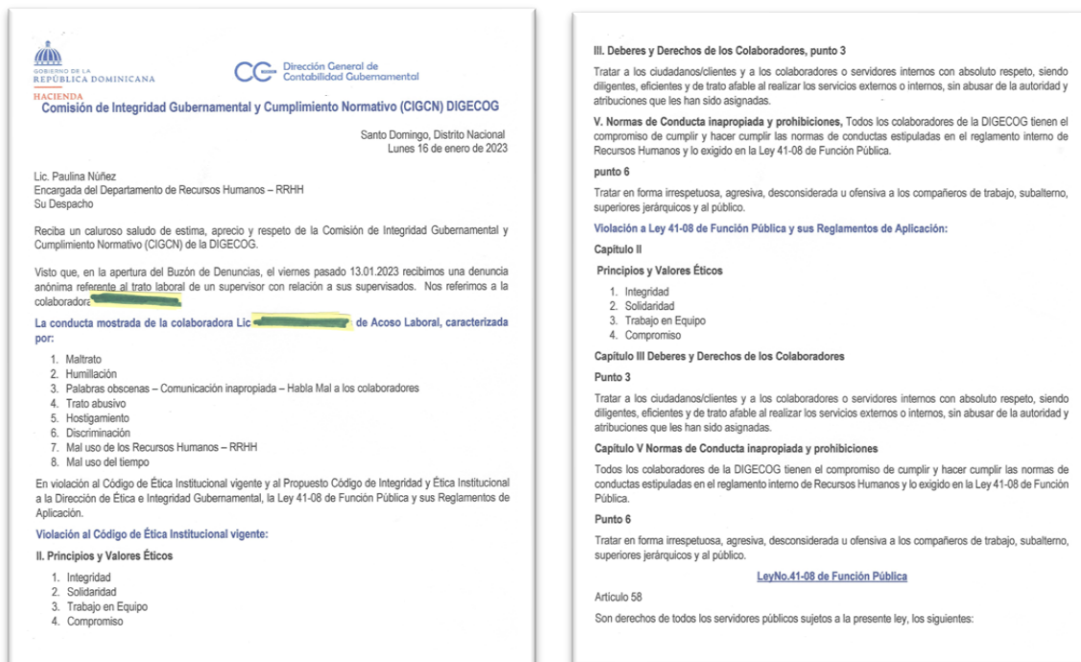 GOBIERNO DE LA
REPÚBLICA DOMINICANA
HACIENDA
CG Dirección General de
Contabilidad Gubernamental
Comisión de Integridad Gubernamental y Cumplimiento Normativo (CIGCN) DIGECOG
Santo Domingo, Distrito Nacional
Lunes 16 de enero de 2023
Lic. Paulina Núñez
Encargada del Departamento de Recursos Humanos – RRHH
Su Despacho
Reciba un caluroso saludo de estima, aprecio y respeto de la Comisión de Integridad Gubernamental y
Cumplimiento Normativo (CIGCN) de la DIGECOG.
Visto que, en la apertura del Buzón de Denuncias, el viernes pasado 13.01.2023 recibimos una denuncia
anónima referente al trato laboral de un supervisor con relación a sus supervisados. Nos referimos a la
colaboradora
La conducta mostrada de la colaboradora Lic de Acoso Laboral, caracterizada
por:
1. Maltrato
2. Humillación
3. Palabras obscenas – Comunicación inapropiada – Habla Mal a los colaboradores
4. Trato abusivo
5. Hostigamiento
6. Discriminación
7. Mal uso de los Recursos Humanos – RRHH
8. Mal uso del tiempo
En violación al Código de Ética Institucional vigente y al Propuesto Código de Integridad y Ética Institucional
a la Dirección de Ética e Integridad Gubernamental, la Ley 41-08 de Función Pública y sus Reglamentos de
Aplicación.
Violación al Código de Ética Institucional vigente:
II. Principios y Valores Éticos
1. Integridad
2. Solidaridad
3. Trabajo en Equipo
4. Compromiso
III. Deberes y Derechos de los Colaboradores, punto 3
Tratar a los ciudadanos/clientes y a los colaboradores o servidores internos con absoluto respeto, siendo
diligentes, eficientes y de trato afable al realizar los servicios externos o internos, sin abusar de la autoridad y
atribuciones que les han sido asignadas.
V. Normas de Conducta inapropiada y prohibiciones, Todos los colaboradores de la DIGECOG tienen el
compromiso de cumplir y hacer cumplir las normas de conductas estipuladas en el reglamento interno de
Recursos Humanos y lo exigido en la Ley 41-08 de Función Pública.
punto 6
Tratar en forma irrespetuosa, agresiva, desconsiderada u ofensiva a los compañeros de trabajo, subalterno,
superiores jerárquicos y al público.
Violación a Ley 41-08 de Función Pública y sus Reglamentos de Aplicación:
Capítulo II
Principios y Valores Éticos
1. Integridad
2. Solidaridad
3. Trabajo en Equipo
4. Compromiso
Capítulo III Deberes y Derechos de los Colaboradores
Punto 3
Tratar a los ciudadanos/clientes y a los colaboradores o servidores internos con absoluto respeto, siendo
diligentes, eficientes y de trato afable al realizar los servicios externos o internos, sin abusar de la autoridad y
atribuciones que les han sido asignadas.
Capítulo V Normas de Conducta inapropiada y prohibiciones
Todos los colaboradores de la DIGECOG tienen el compromiso de cumplir y hacer cumplir las normas de
conductas estipuladas en el reglamento interno de Recursos Humanos y lo exigido en la Ley 41-08 de Función
Pública.
Punto 6
Tratar en forma irrespetuosa, agresiva, desconsiderada u ofensiva a los compañeros de trabajo, subalterno,
superiores jerárquicos y al público.
LeyNo.41-08 de Función Pública
Artículo 58
Son derechos de todos los servidores públicos sujetos a la presente ley, los siguientes: